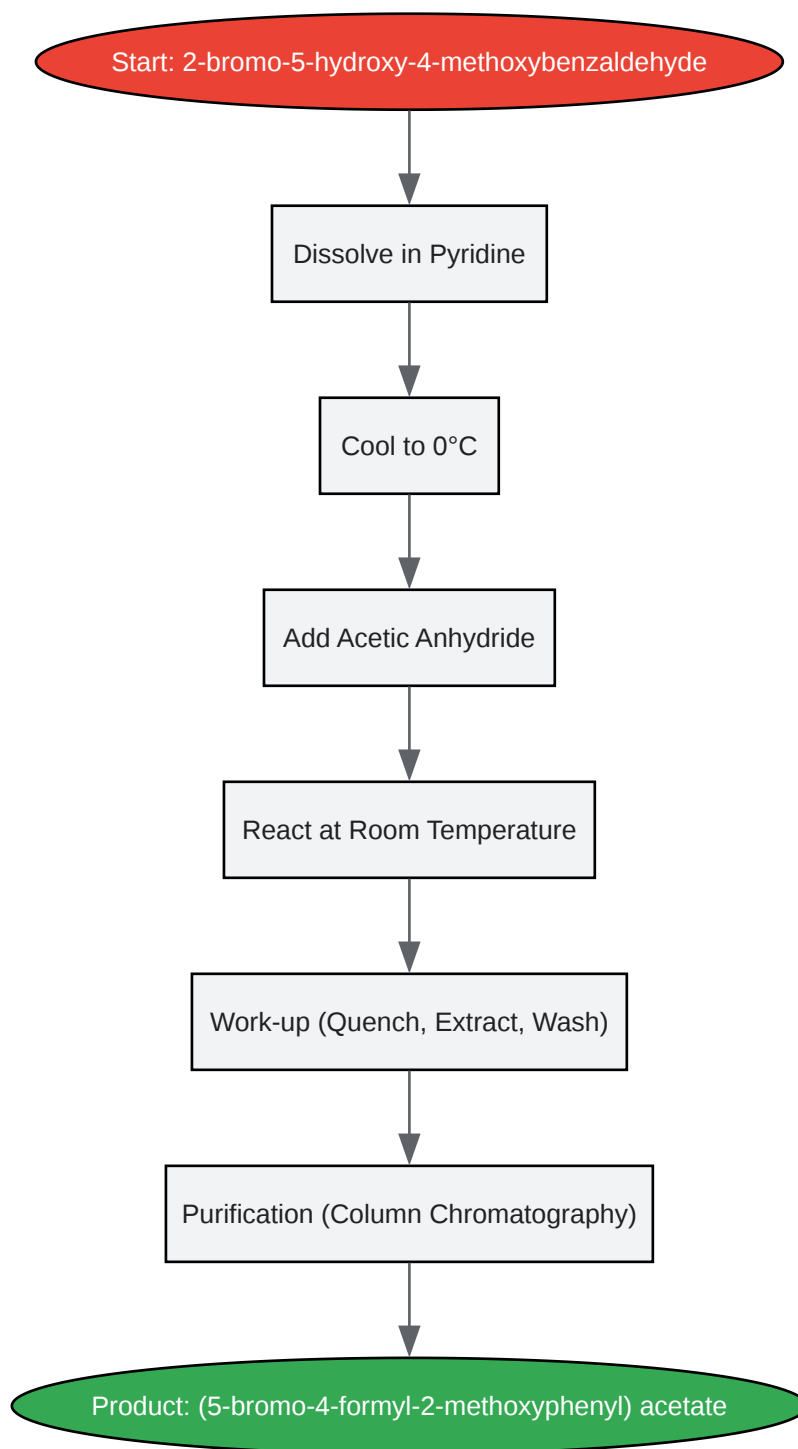 Start: 2-bromo-5-hydroxy-4-methoxybenzaldehyde
Dissolve in Pyridine
Cool to 0°C
Add Acetic Anhydride
React at Room Temperature
Work-up (Quench, Extract, Wash)
Purification (Column Chromatography)
Product: (5-bromo-4-formyl-2-methoxyphenyl) acetate